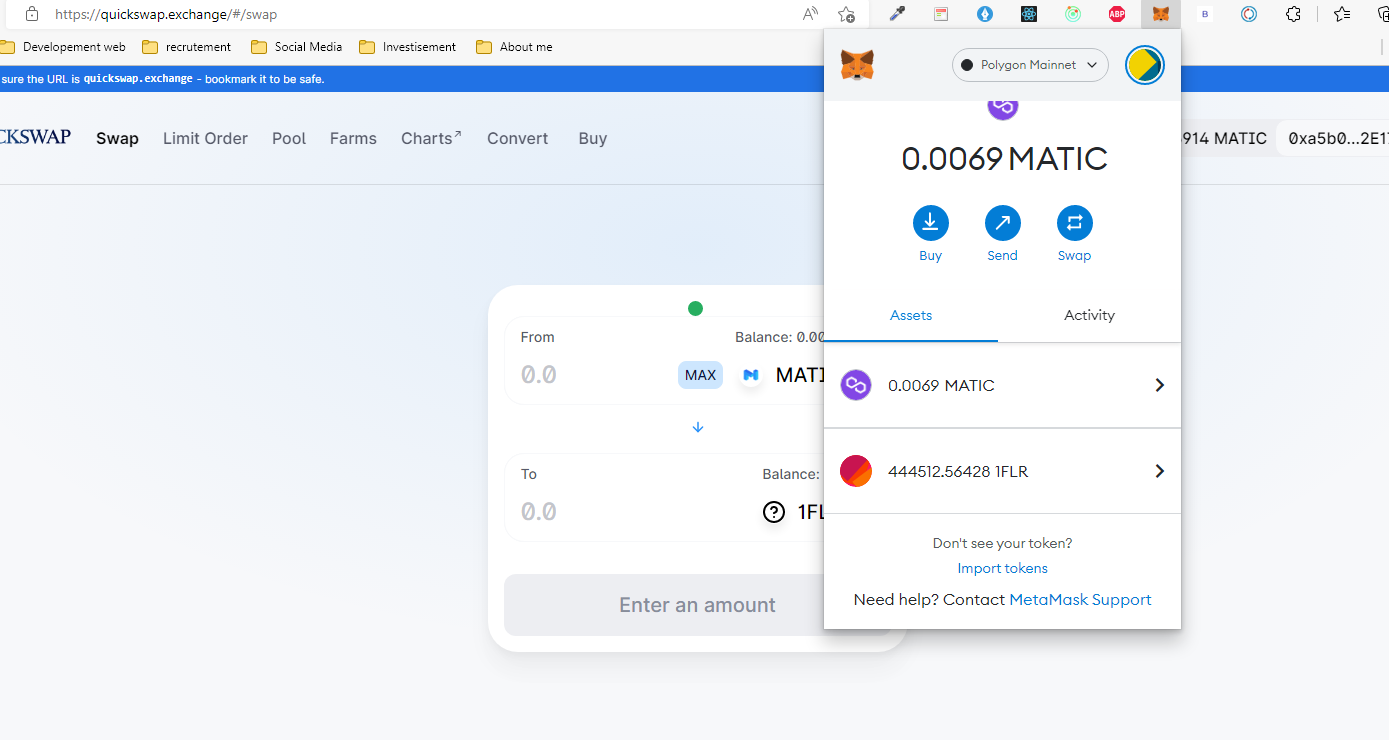 https://quickswap.exchange/#/swap
Developement web recrutement Social Media Investisement About me
sure the URL is quickswap.exchange - bookmark it to be safe.
CKSWAP Swap Limit Order Pool Farms Charts↗ Convert Buy
914 MATIC 0xa5b0...2E17
From Balance: 0.00
0.0 MAX MATI
To Balance:
0.0 1FL
Enter an amount
Polygon Mainnet
0.0069 MATIC
Buy Send Swap
Assets Activity
0.0069 MATIC
444512.56428 1FLR
Don't see your token?
Import tokens
Need help? Contact MetaMask Support
ABP
B